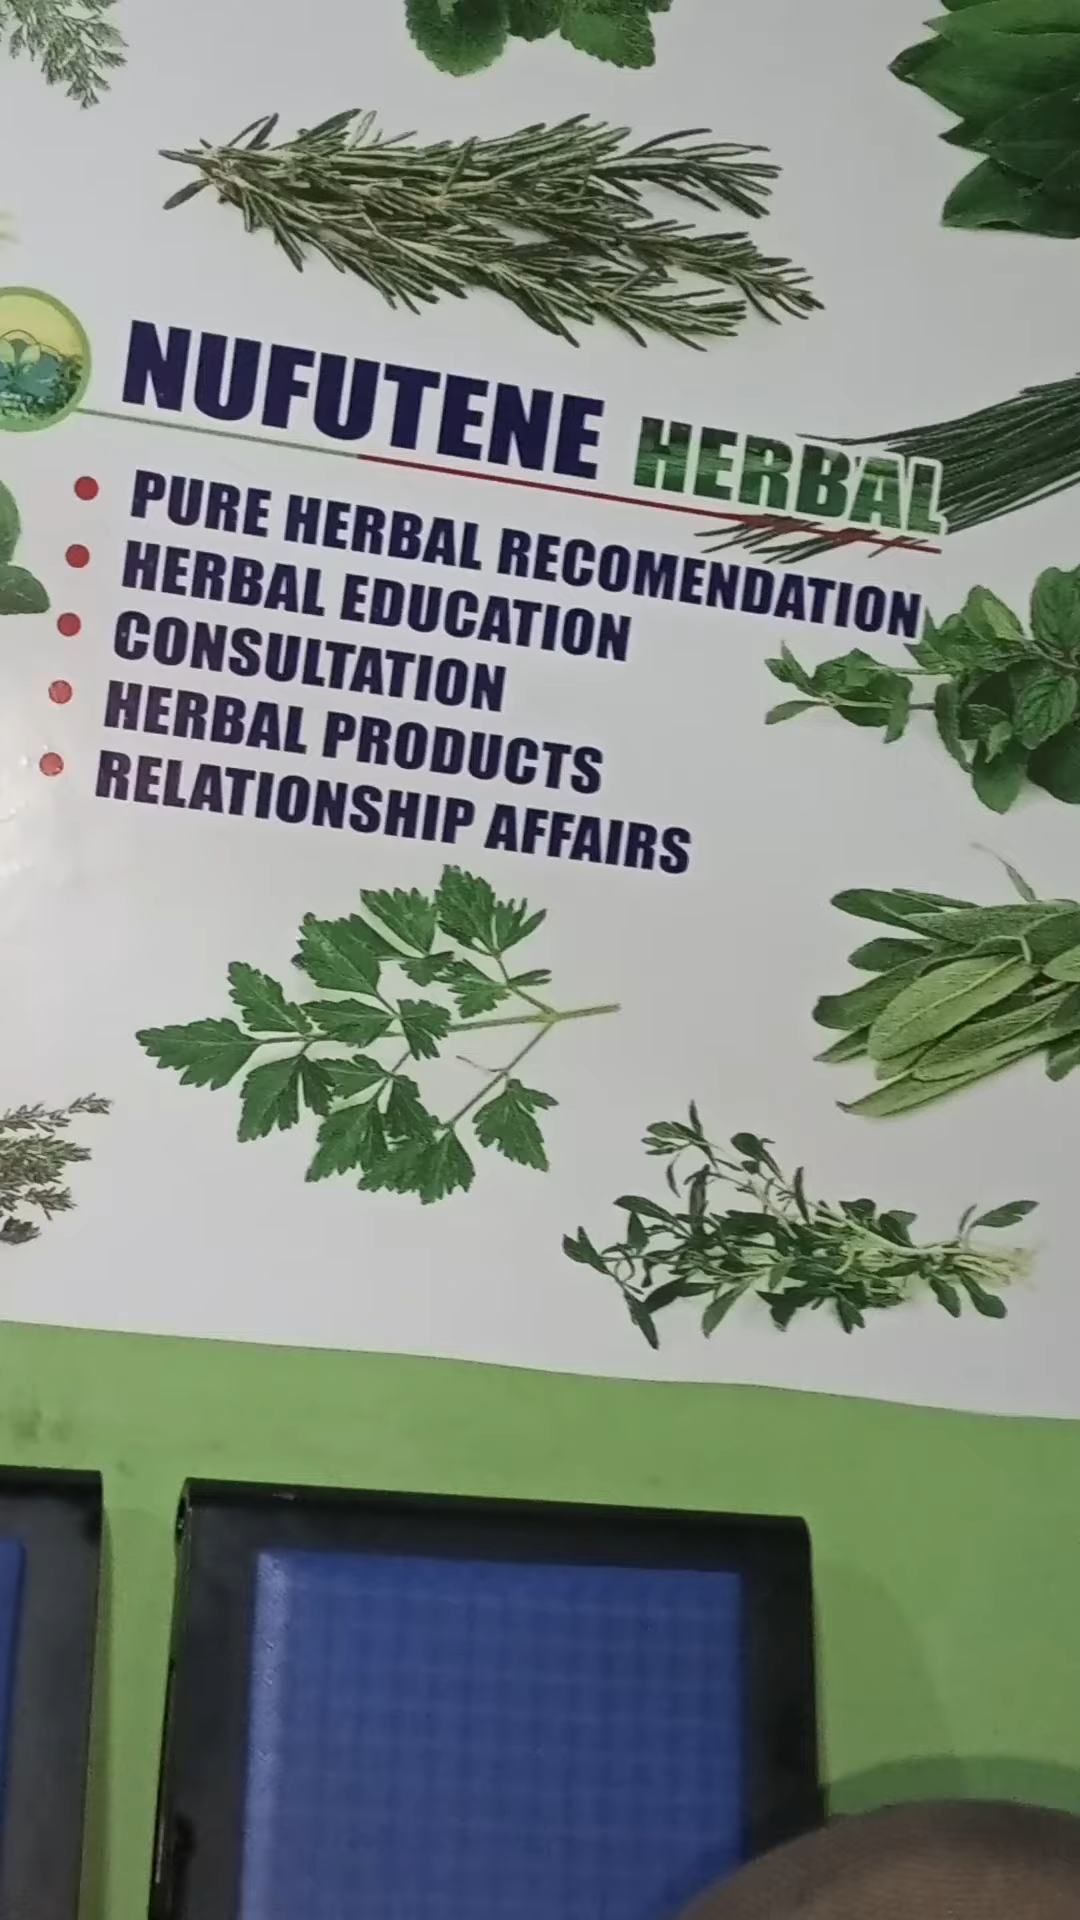 NUFUTENE HERBAL
PURE HERBAL RECOMENDATION
HERBAL EDUCATION
CONSULTATION
HERBAL PRODUCTS
RELATIONSHIP AFFAIRS